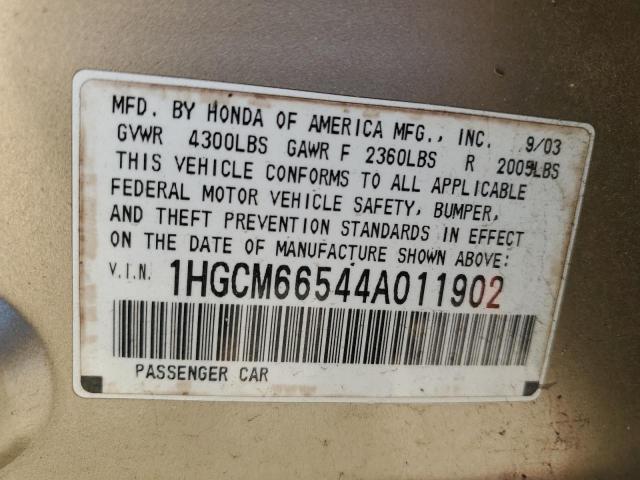 MFD. BY HONDA OF AMERICA MFG., INC. 9/03
GVWR 4300LBS GAWR F 2360LBS R 2005LBS
THIS VEHICLE CONFORMS TO ALL APPLICABLE
FEDERAL MOTOR VEHICLE SAFETY, BUMPER,
AND THEFT PREVENTION STANDARDS IN EFFECT
ON THE DATE OF MANUFACTURE SHOWN ABOVE:
V.I.N. 1HGCM66544A011902
PASSENGER CAR